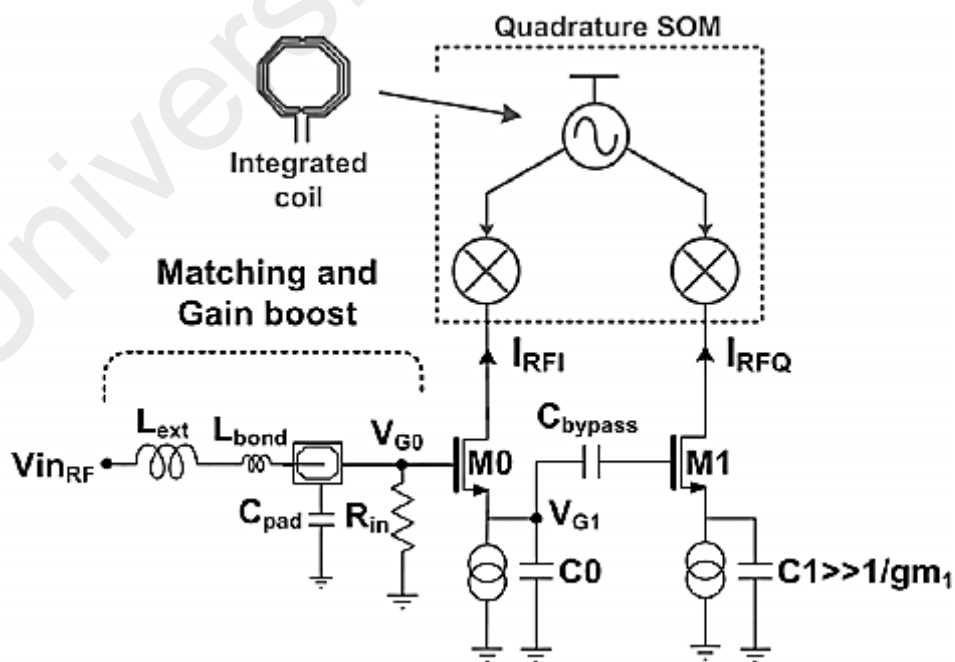 Univers
Quadrature SOM
Integrated
coil
Matching and
Gain boost
I_RFI
I_RFQ
L_ext
L_bond
V_G0
C_bypass
Vin_RF
M0
M1
C_pad
R_in
V_G1
C0
C1>>1/gm_1